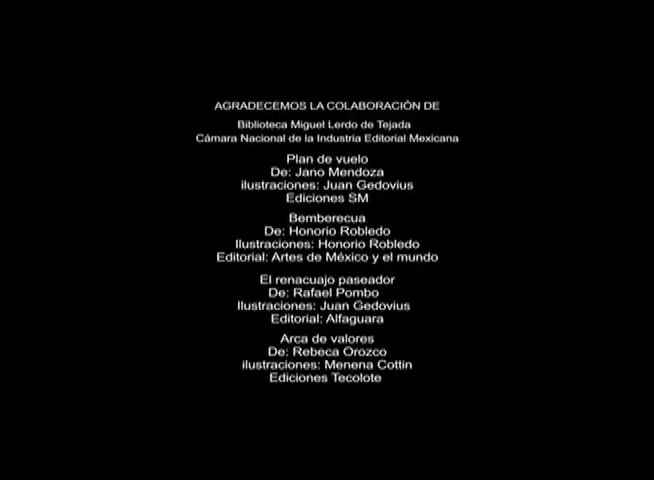 AGRADECEMOS LA COLABORACIÓN DE
Biblioteca Miguel Lerdo de Tejada
Cámara Nacional de la Industria Editorial Mexicana
Plan de vuelo
De: Jano Mendoza
ilustraciones: Juan Gedovius
Ediciones SM
Bemberecua
De: Honorio Robledo
Ilustraciones: Honorio Robledo
Editorial: Artes de México y el mundo
El renacuajo paseador
De: Rafael Pombo
Ilustraciones: Juan Gedovius
Editorial: Alfaguara
Arca de valores
De: Rebeca Orozco
ilustraciones: Menena Cottin
Ediciones Tecolote